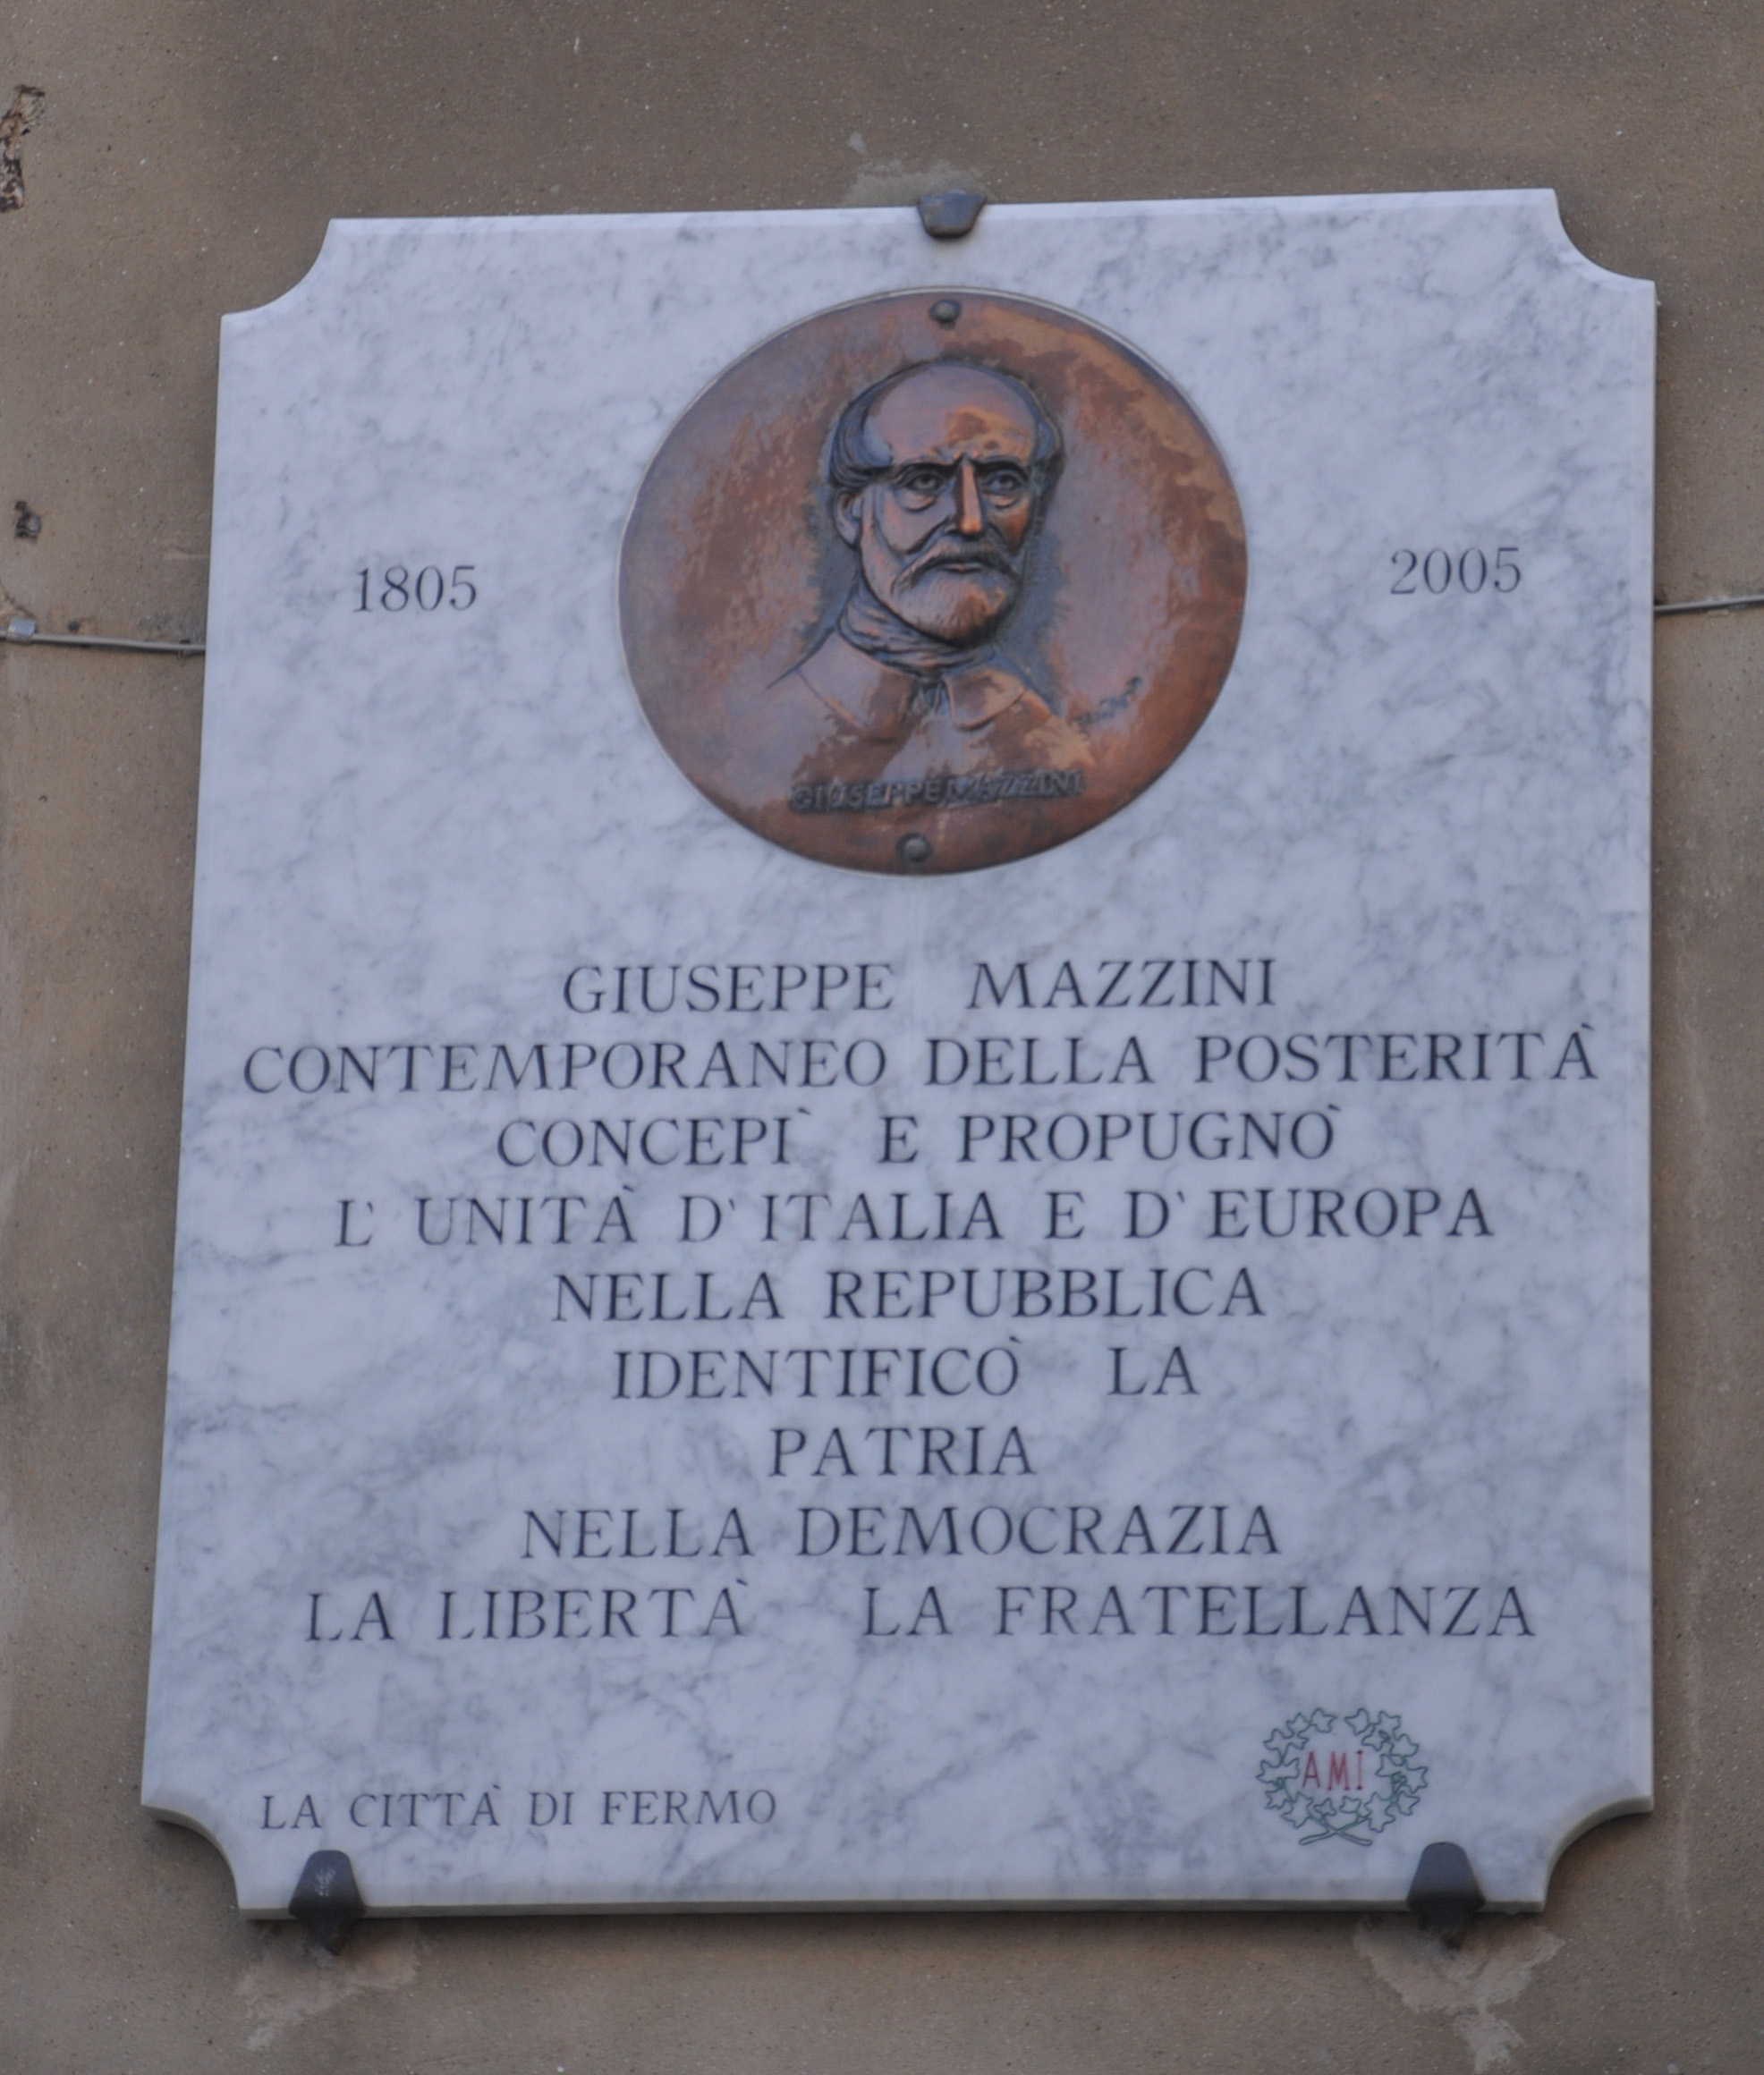 1805
2005
GIUSEPPE MAZZINI
GIUSEPPE MAZZINI
CONTEMPORANEO DELLA POSTERITÀ
CONCEPÌ E PROPUGNÒ
L' UNITÀ D'ITALIA E D'EUROPA
NELLA REPUBBLICA
IDENTIFICÒ LA
PATRIA
NELLA DEMOCRAZIA
LA LIBERTÀ LA FRATELLANZA
LA CITTÀ DI FERMO
AMI